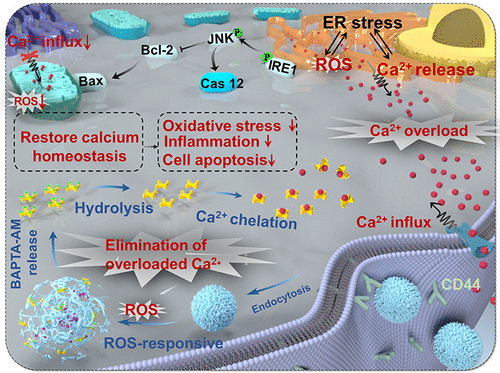 Ca²⁺ influx↓
ROS↓
Bcl-2
Bax
JNK
P
Cas 12
P
IRE1
ER stress
ROS
Ca²⁺ release
Ca²⁺ overload
Restore calcium
homeostasis
Oxidative stress ↓
Inflammation ↓
Cell apoptosis↓
Hydrolysis
Ca²⁺ chelation
Ca²⁺ influx
BAPTA-AM
release
Elimination of
overloaded Ca²⁺
ROS
ROS-responsive
Endocytosis
CD44